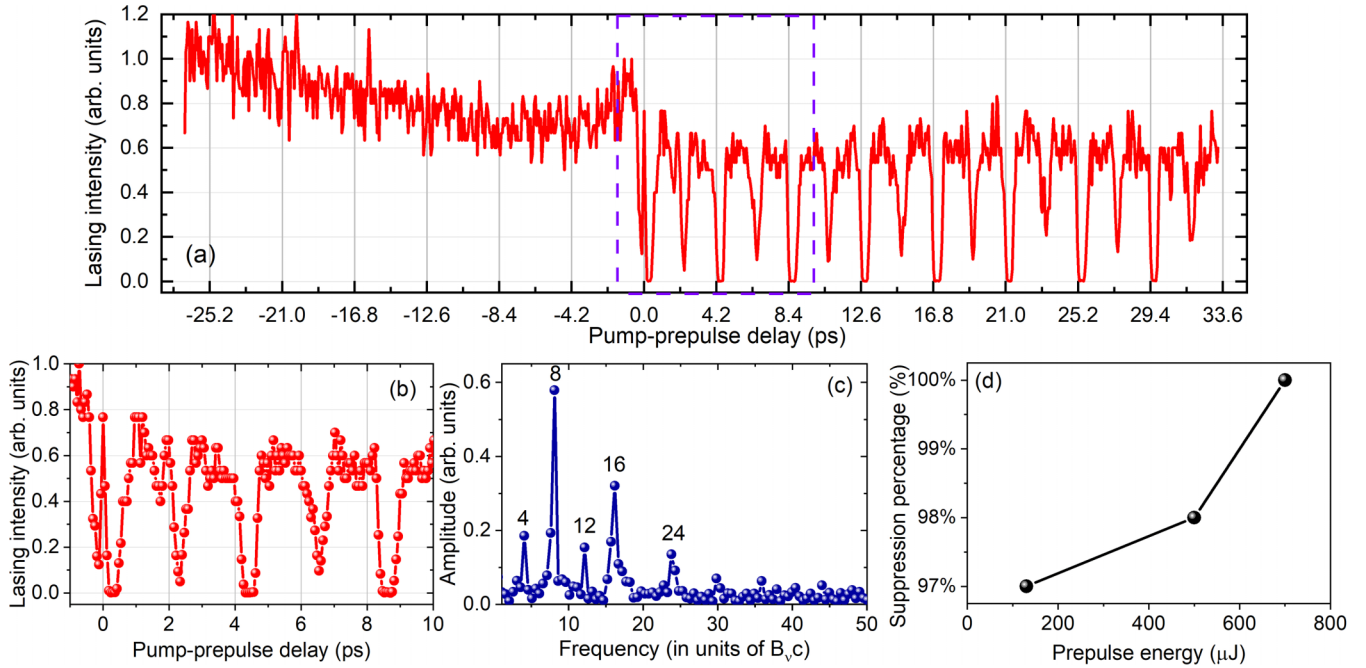 Lasing intensity (arb. units)
1.2
1.0
0.8
0.6
0.4
0.2
0.0
(a)
-25.2 -21.0 -16.8 -12.6 -8.4 -4.2 0.0 4.2 8.4 12.6 16.8 21.0 25.2 29.4 33.6
Pump-prepulse delay (ps)
Lasing intensity (arb. units)
1.0
0.8
0.6
0.4
0.2
0.0
(b)
0 2 4 6 8 10
Pump-prepulse delay (ps)
Amplitude (arb. units)
0.6
0.4
0.2
0.0
(c)
4
8
12
16
24
10 20 30 40 50
Frequency (in units of Bνc)
Suppression percentage (%)
100%
99%
98%
97%
(d)
0 200 400 600 800
Prepulse energy (μJ)